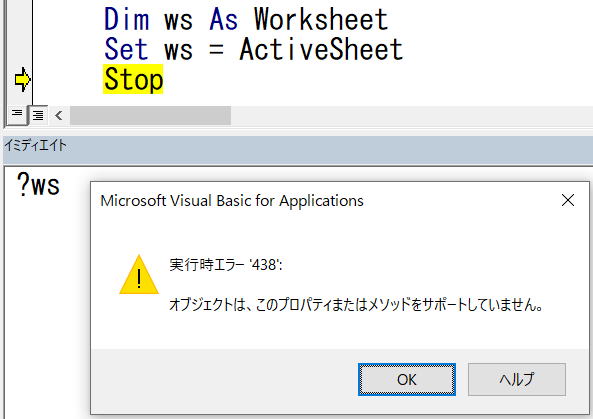 Dim ws As Worksheet
Set ws = ActiveSheet
Stop
イミディエイト
?ws
Microsoft Visual Basic for Applications
実行時エラー '438':
オブジェクトは、このプロパティまたはメソッドをサポートしていません。
OK
ヘルプ